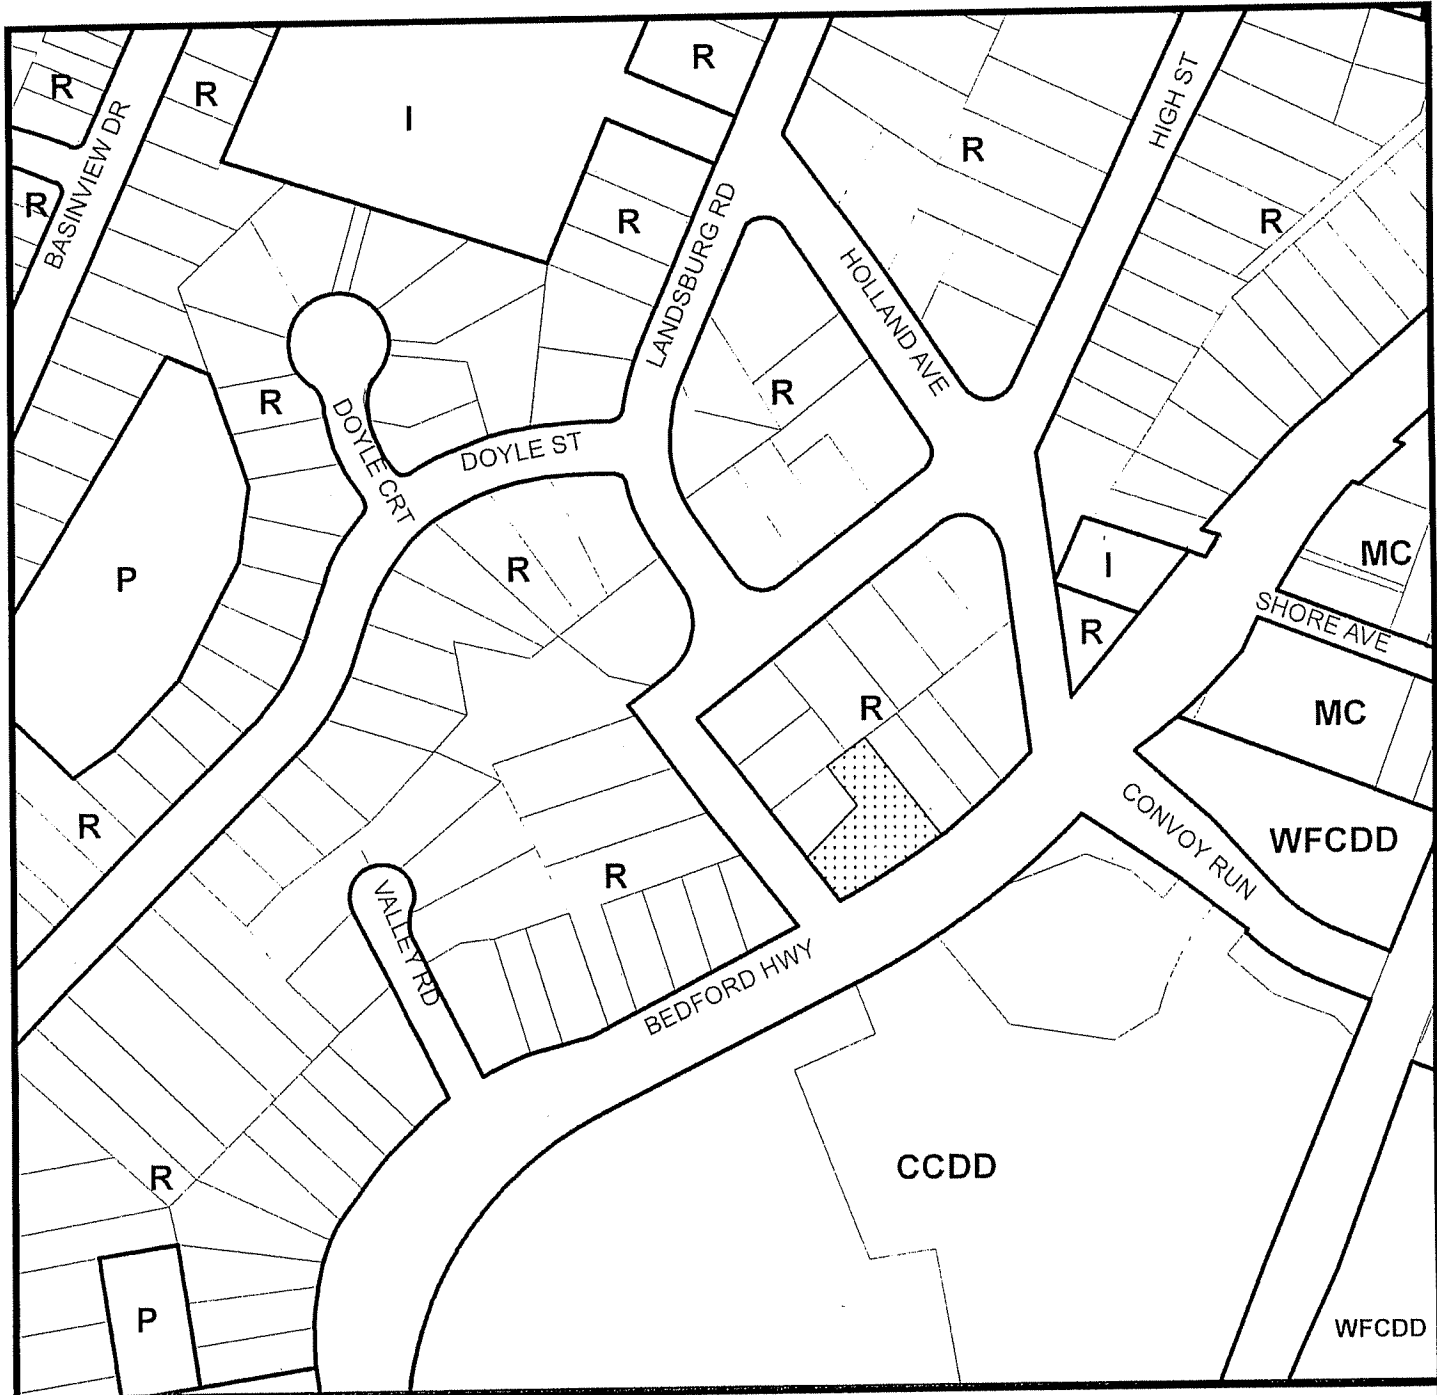 R
R
R
I
HIGH ST
R
BASINVIEW DR
R
R
R
LANDSBURG RD
R
HOLLAND AVE
R
R
DOYLE CRT
DOYLE ST
MC
I
R
P
SHORE AVE
R
R
MC
CONVOY RUN
R
WFCDD
R
VALLEY RD
BEDFORD HWY
CCDD
R
P
WFCDD